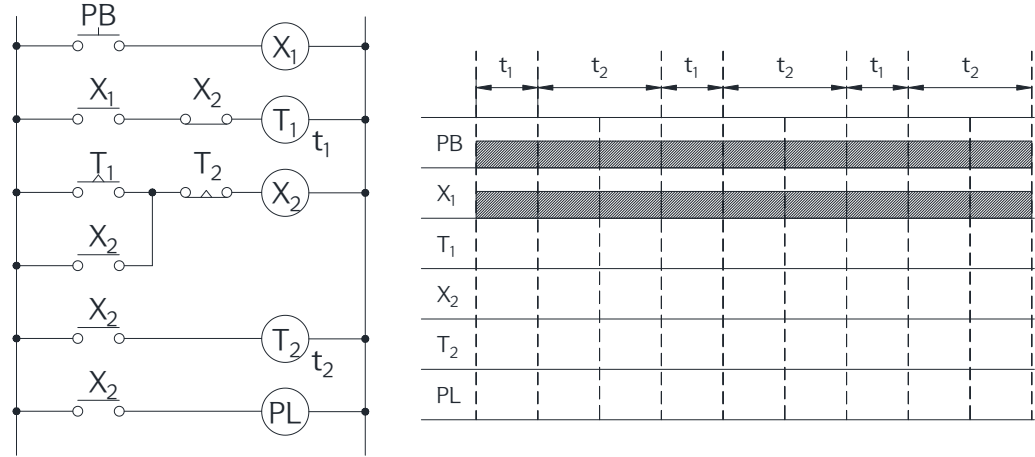 PB X₁
X₁ X₂ T₁ t₁
T₁ T₂ X₂
X₂
X₂ T₂ t₂
X₂ PL
t₁ t₂ t₁ t₂ t₁ t₂
PB
X₁
T₁
X₂
T₂
PL